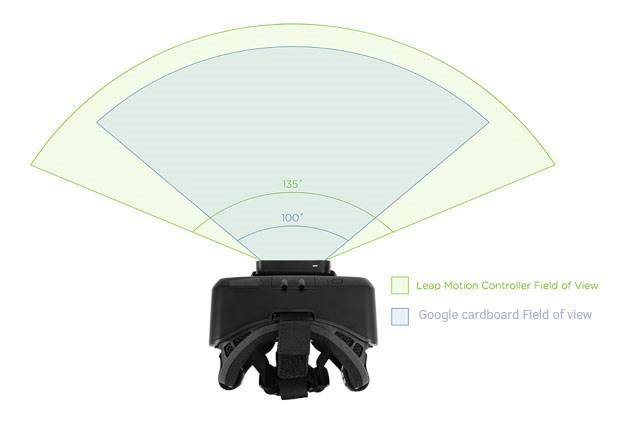 135°
100°
Leap Motion Controller Field of View
Google cardboard Field of view